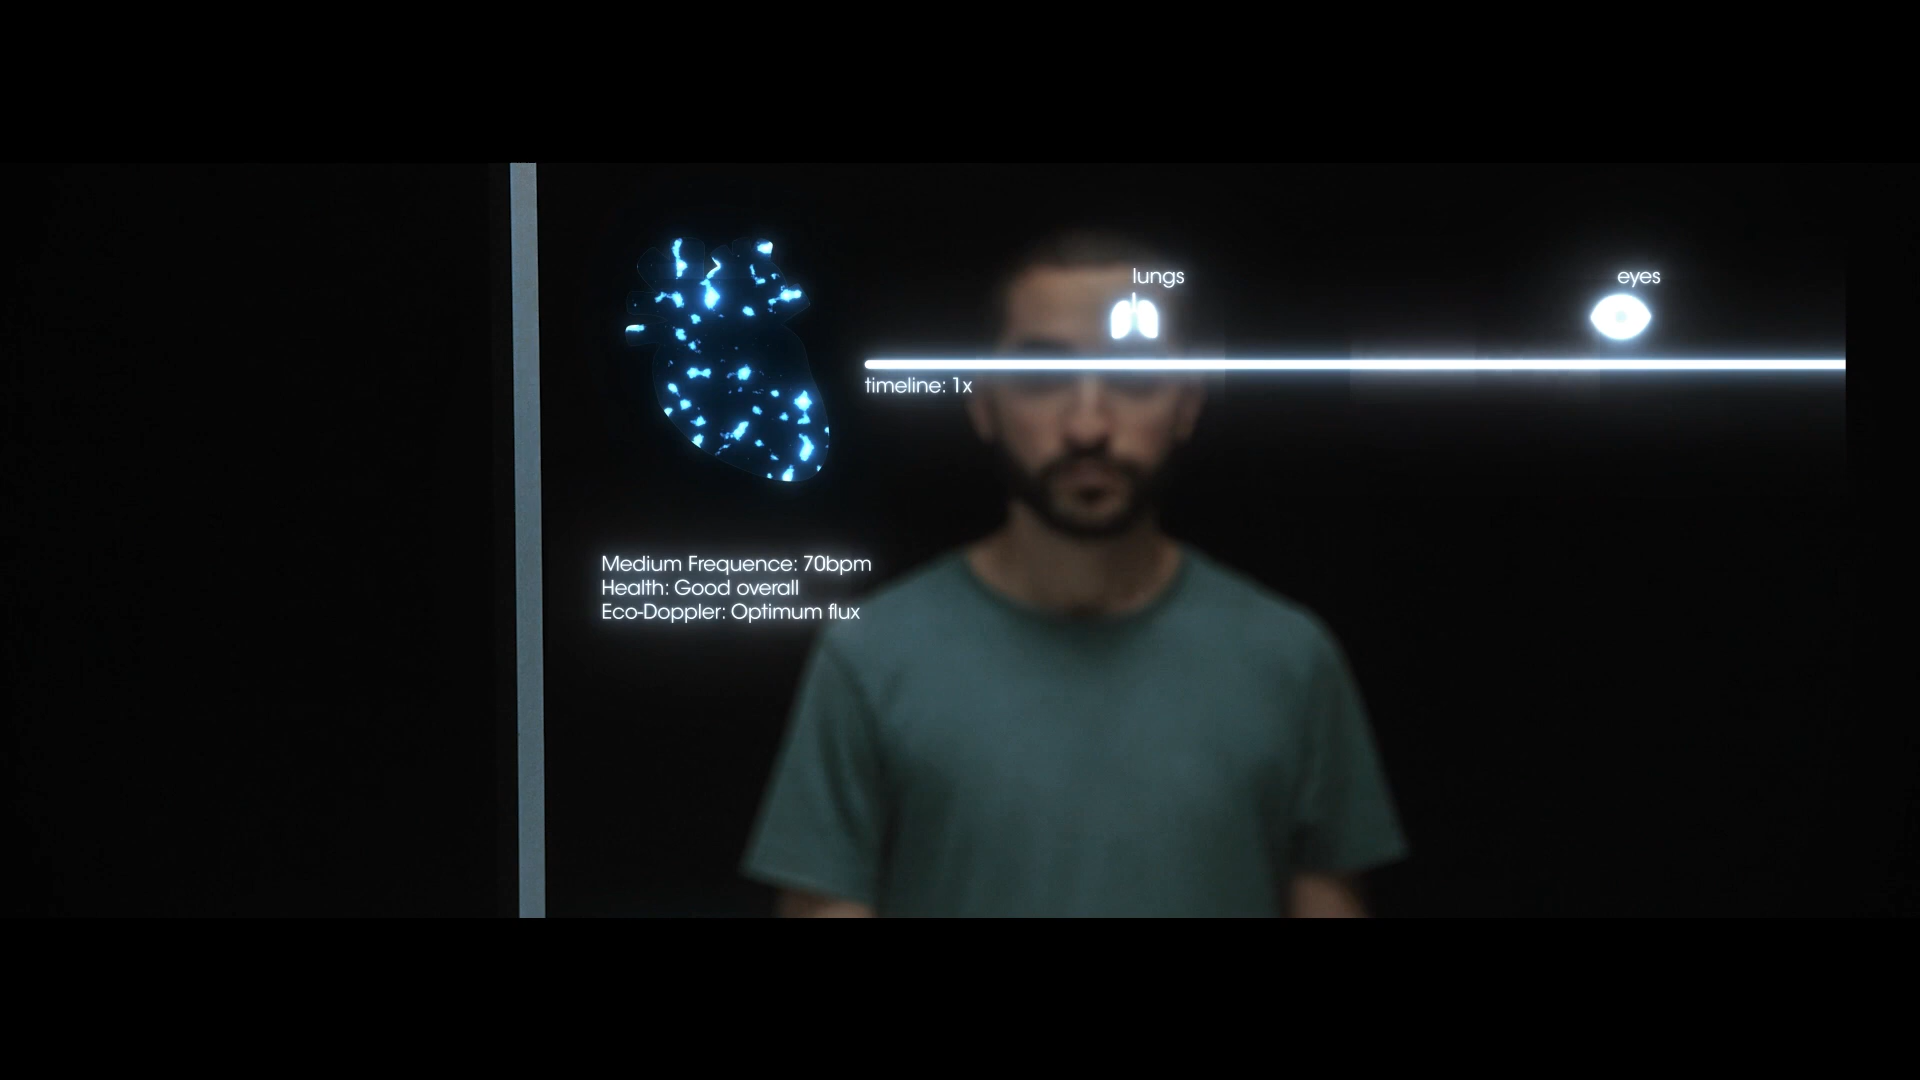 lungs
eyes
timeline: 1x
Medium Frequence: 70bpm
Health: Good overall
Eco-Doppler: Optimum flux